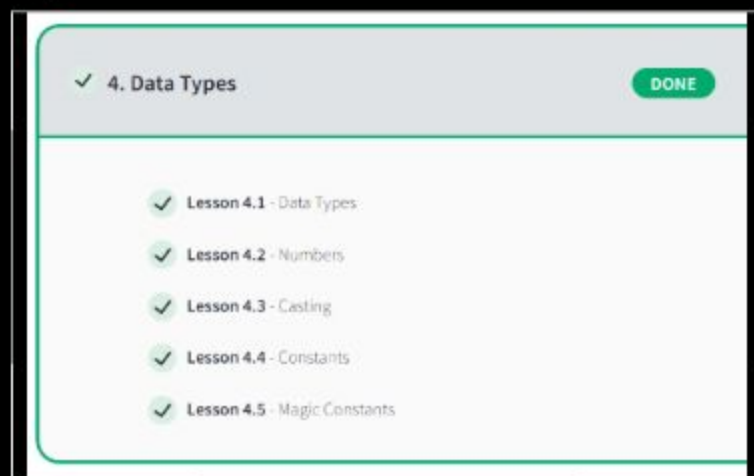 4. Data Types
DONE
Lesson 4.1 - Data Types
Lesson 4.2 - Numbers
Lesson 4.3 - Casting
Lesson 4.4 - Constants
Lesson 4.5 - Magic Constants